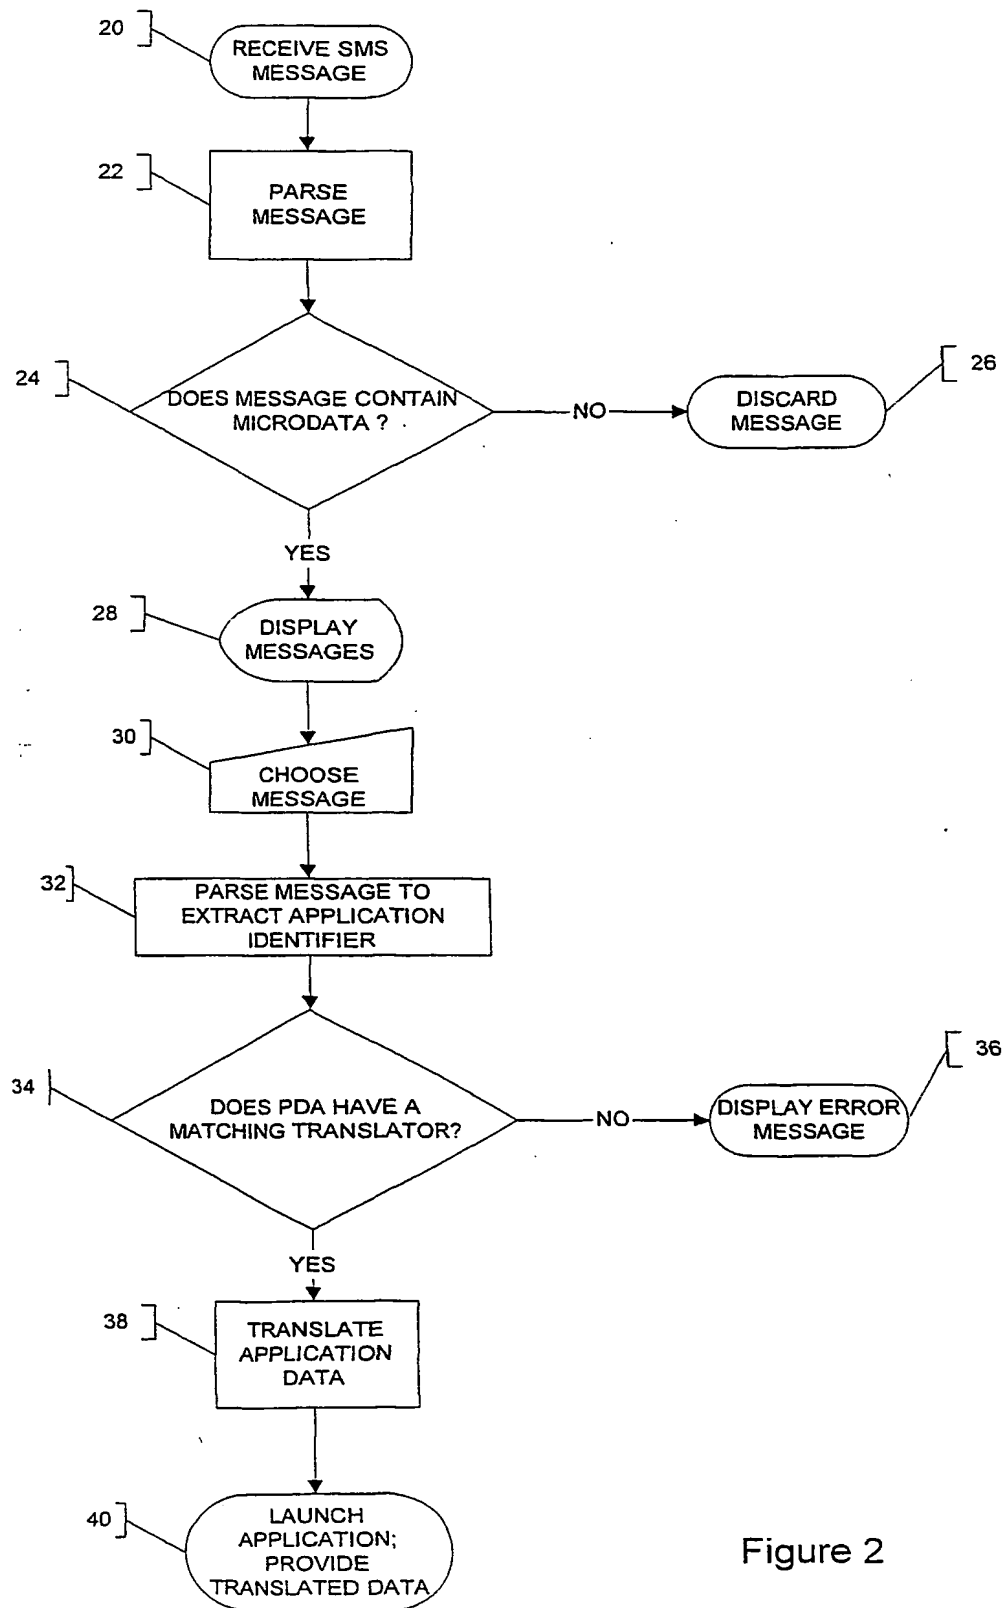 20
RECEIVE SMS
MESSAGE
22
PARSE
MESSAGE
24
DOES MESSAGE CONTAIN
MICRODATA ?
NO
26
DISCARD
MESSAGE
YES
28
DISPLAY
MESSAGES
30
CHOOSE
MESSAGE
32
PARSE MESSAGE TO
EXTRACT APPLICATION
IDENTIFIER
34
DOES PDA HAVE A
MATCHING TRANSLATOR?
NO
36
DISPLAY ERROR
MESSAGE
YES
38
TRANSLATE
APPLICATION
DATA
40
LAUNCH
APPLICATION;
PROVIDE
TRANSLATED DATA
Figure 2